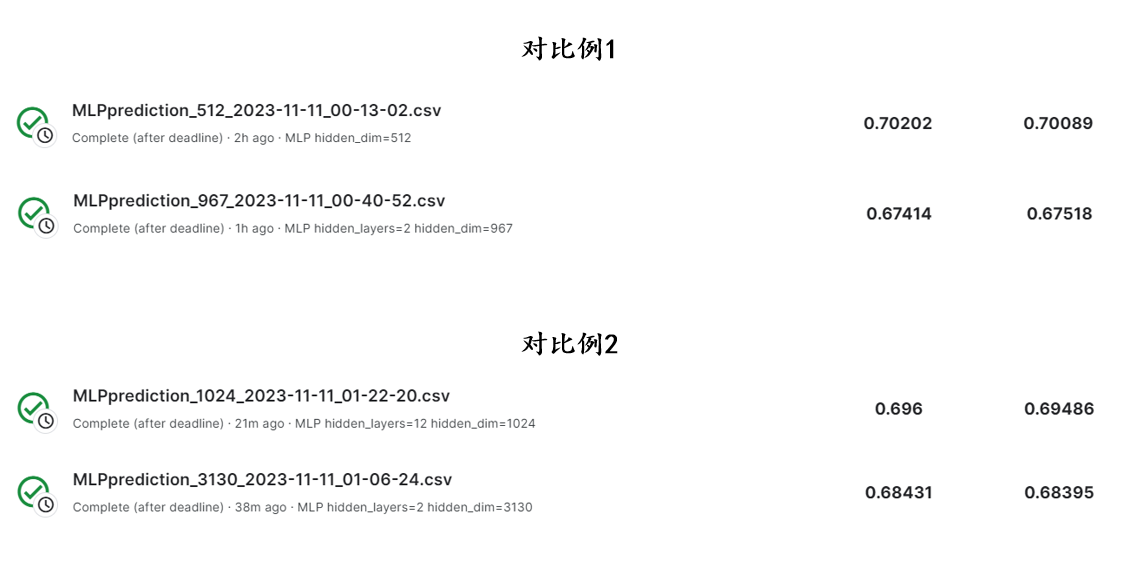 对比例1
MLPprediction_512_2023-11-11_00-13-02.csv
Complete (after deadline) · 2h ago · MLP hidden_dim=512
0.70202 0.70089
MLPprediction_967_2023-11-11_00-40-52.csv
Complete (after deadline) · 1h ago · MLP hidden_layers=2 hidden_dim=967
0.67414 0.67518
对比例2
MLPprediction_1024_2023-11-11_01-22-20.csv
Complete (after deadline) · 21m ago · MLP hidden_layers=12 hidden_dim=1024
0.696 0.69486
MLPprediction_3130_2023-11-11_01-06-24.csv
Complete (after deadline) · 38m ago · MLP hidden_layers=2 hidden_dim=3130
0.68431 0.68395